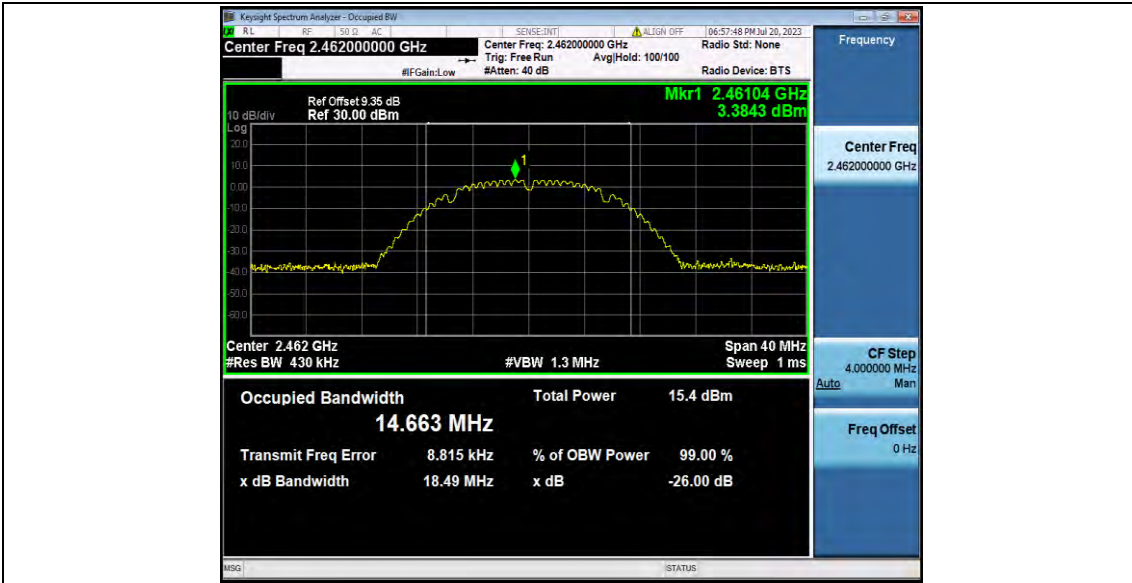 Keysight Spectrum Analyzer - Occupied BW
RL RF 50 Ω AC SENSE:INT ALIGN OFF 06:57:48 PM Jul 20, 2023
Center Freq 2.462000000 GHz Center Freq: 2.462000000 GHz Radio Std: None
Trig: Free Run Avg|Hold: 100/100
#IFGain:Low #Atten: 40 dB Radio Device: BTS
Frequency
Ref Offset 9.35 dB Mkr1 2.46104 GHz
10 dB/div Ref 30.00 dBm 3.3843 dBm
Log
20.0
10.0
0.00
-10.0
-20.0
-30.0
-40.0
-50.0
-60.0
1
Center 2.462 GHz Span 40 MHz
#Res BW 430 kHz #VBW 1.3 MHz Sweep 1 ms
Occupied Bandwidth Total Power 15.4 dBm
14.663 MHz
Transmit Freq Error 8.815 kHz % of OBW Power 99.00 %
x dB Bandwidth 18.49 MHz x dB -26.00 dB
Center Freq
2.462000000 GHz
CF Step
4.000000 MHz
Auto Man
Freq Offset
0 Hz
MSG STATUS